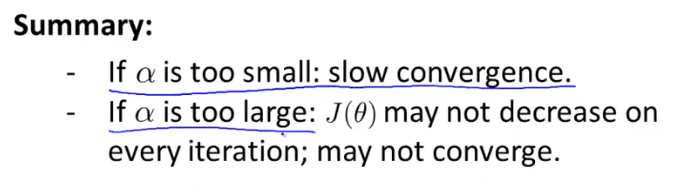 Summary:
- If α is too small: slow convergence.
- If α is too large: J(θ) may not decrease on
every iteration; may not converge.